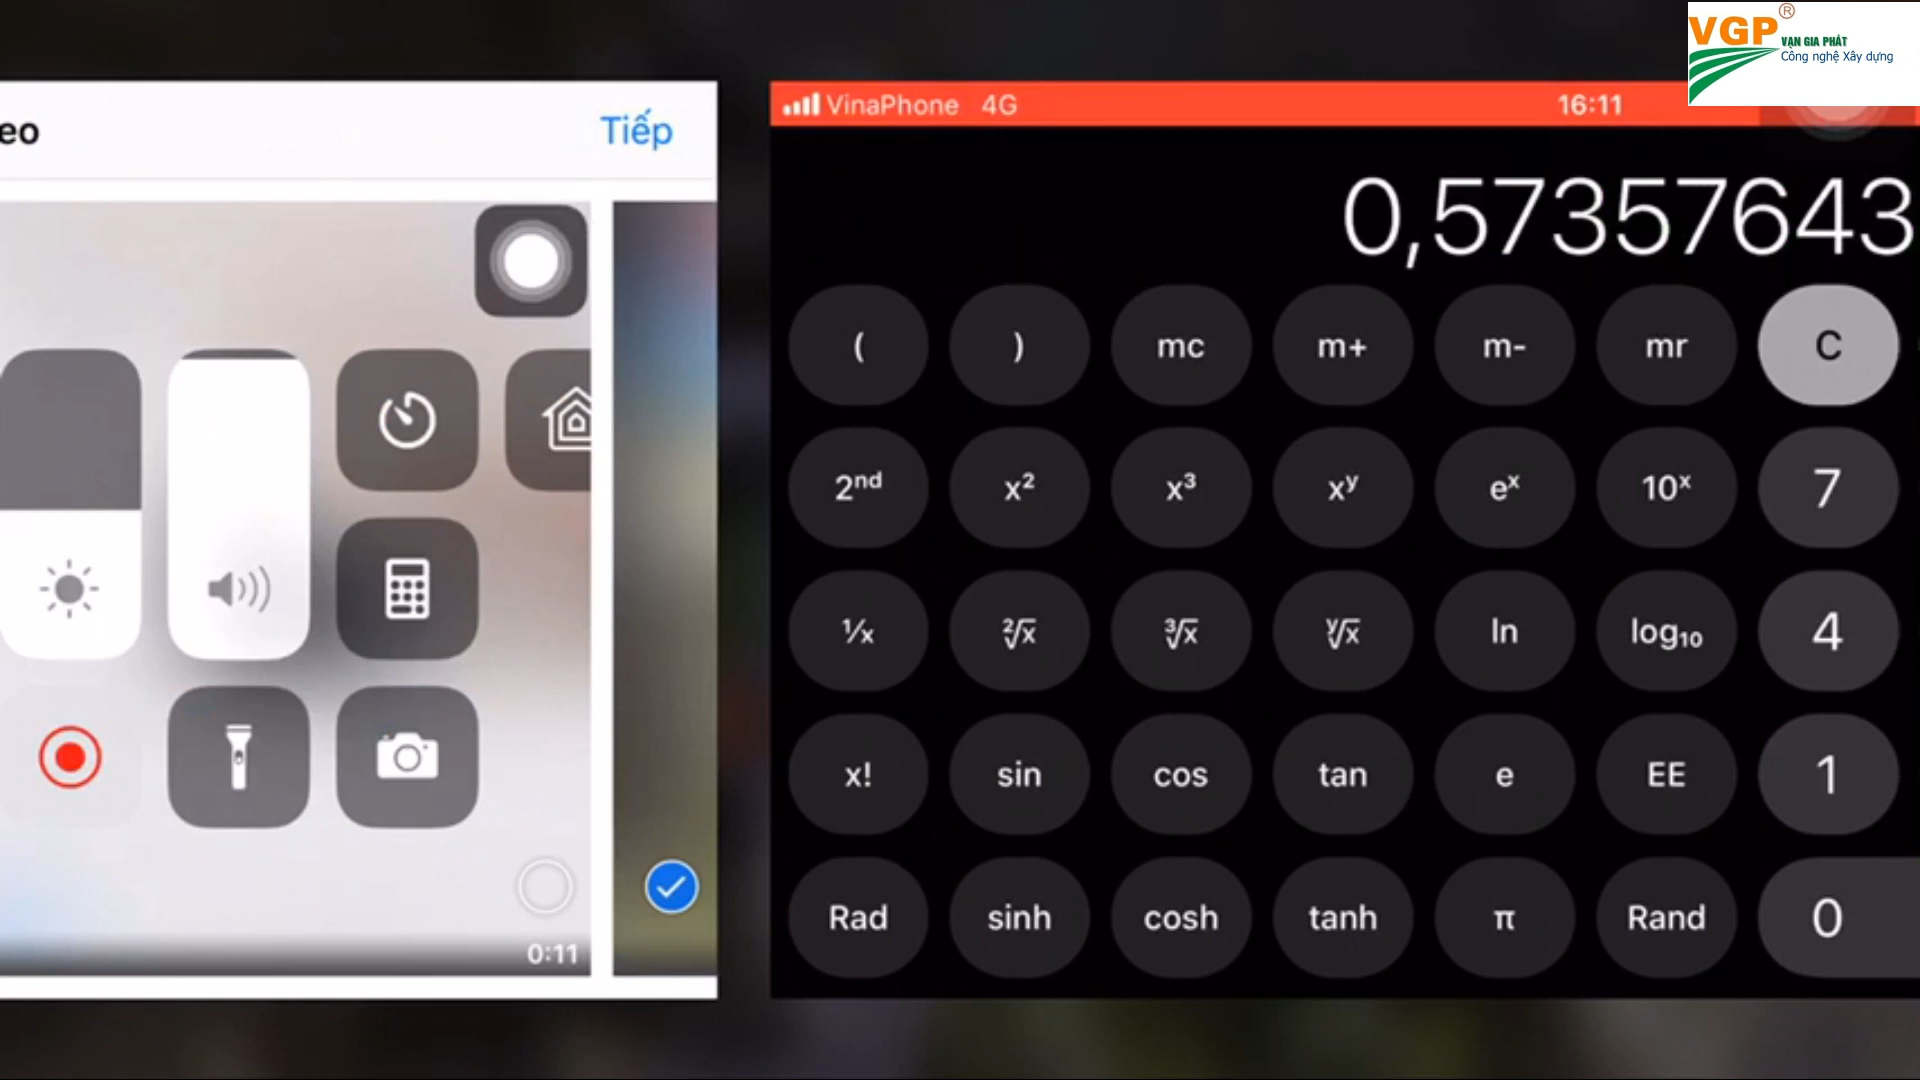 VGP®
VẠN GIA PHÁT
Công nghệ Xây dựng
eo
Tiếp
0:11
VinaPhone 4G 16:11
0,57357643
( ) mc m+ m- mr C
2ⁿᵈ x² x³ xʸ eˣ 10ˣ 7
¹⁄x ²√x ³√x ʸ√x ln log₁₀ 4
x! sin cos tan e EE 1
Rad sinh cosh tanh π Rand 0